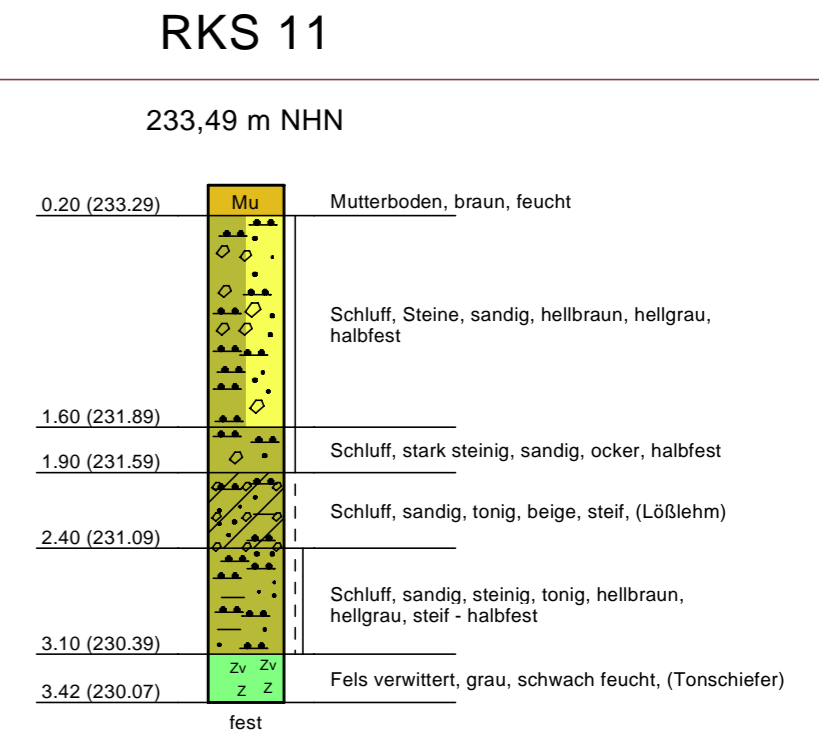 RKS 11
233,49 m NHN
0.20 (233.29)
Mu
Mutterboden, braun, feucht
Schluff, Steine, sandig, hellbraun, hellgrau,
halbfest
1.60 (231.89)
Schluff, stark steinig, sandig, ocker, halbfest
1.90 (231.59)
Schluff, sandig, tonig, beige, steif, (Lößlehm)
2.40 (231.09)
Schluff, sandig, steinig, tonig, hellbraun,
hellgrau, steif - halbfest
3.10 (230.39)
Zv Zv
Z Z
Fels verwittert, grau, schwach feucht, (Tonschiefer)
3.42 (230.07)
fest